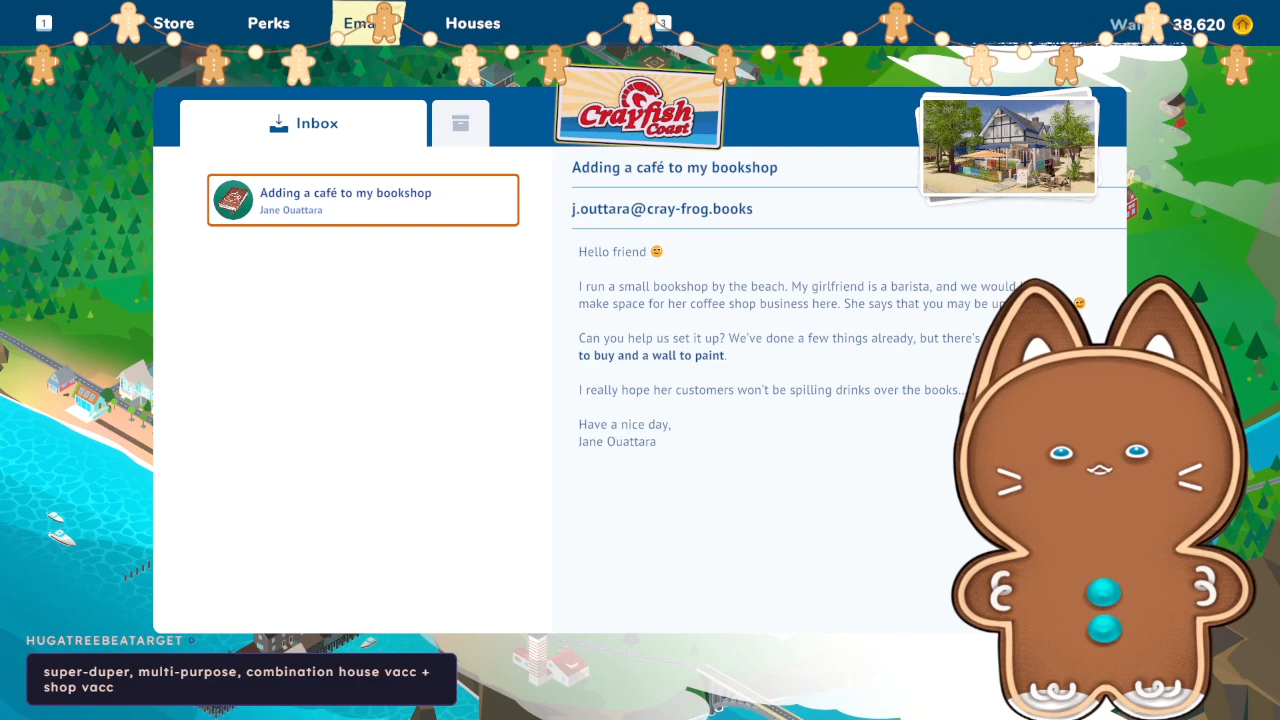 1
Store
Perks
Ema
Houses
3
38,620
Inbox
Crayfish
Coast
Adding a café to my bookshop
Jane Ouattara
Adding a café to my bookshop
j.outtara@cray-frog.books
Hello friend
I run a small bookshop by the beach. My girlfriend is a barista, and we would
make space for her coffee shop business here. She says that you may be up
Can you help us set it up? We've done a few things already, but there's
to buy and a wall to paint.
I really hope her customers won't be spilling drinks over the books...
Have a nice day,
Jane Ouattara
HUGATREEBEATARGET
super-duper, multi-purpose, combination house vacc +
shop vacc